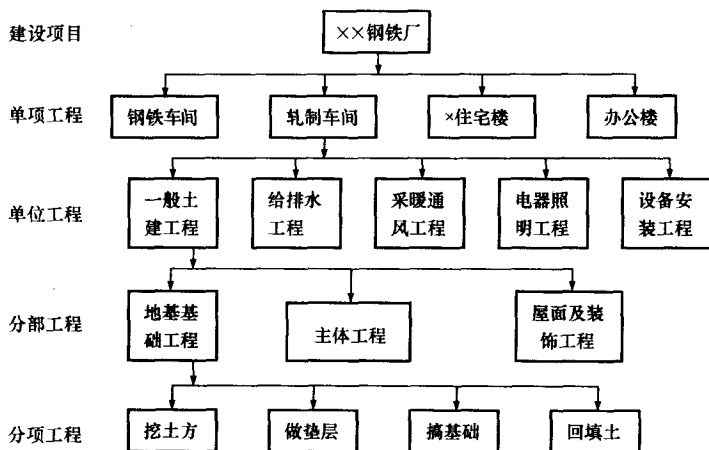 建设项目
××钢铁厂
单项工程
钢铁车间
轧制车间
×住宅楼
办公楼
单位工程
一般土
建工程
给排水
工程
采暖通
风工程
电器照
明工程
设备安
装工程
分部工程
地基基
础工程
主体工程
屋面及装
饰工程
分项工程
挖土方
做垫层
搞基础
回填土